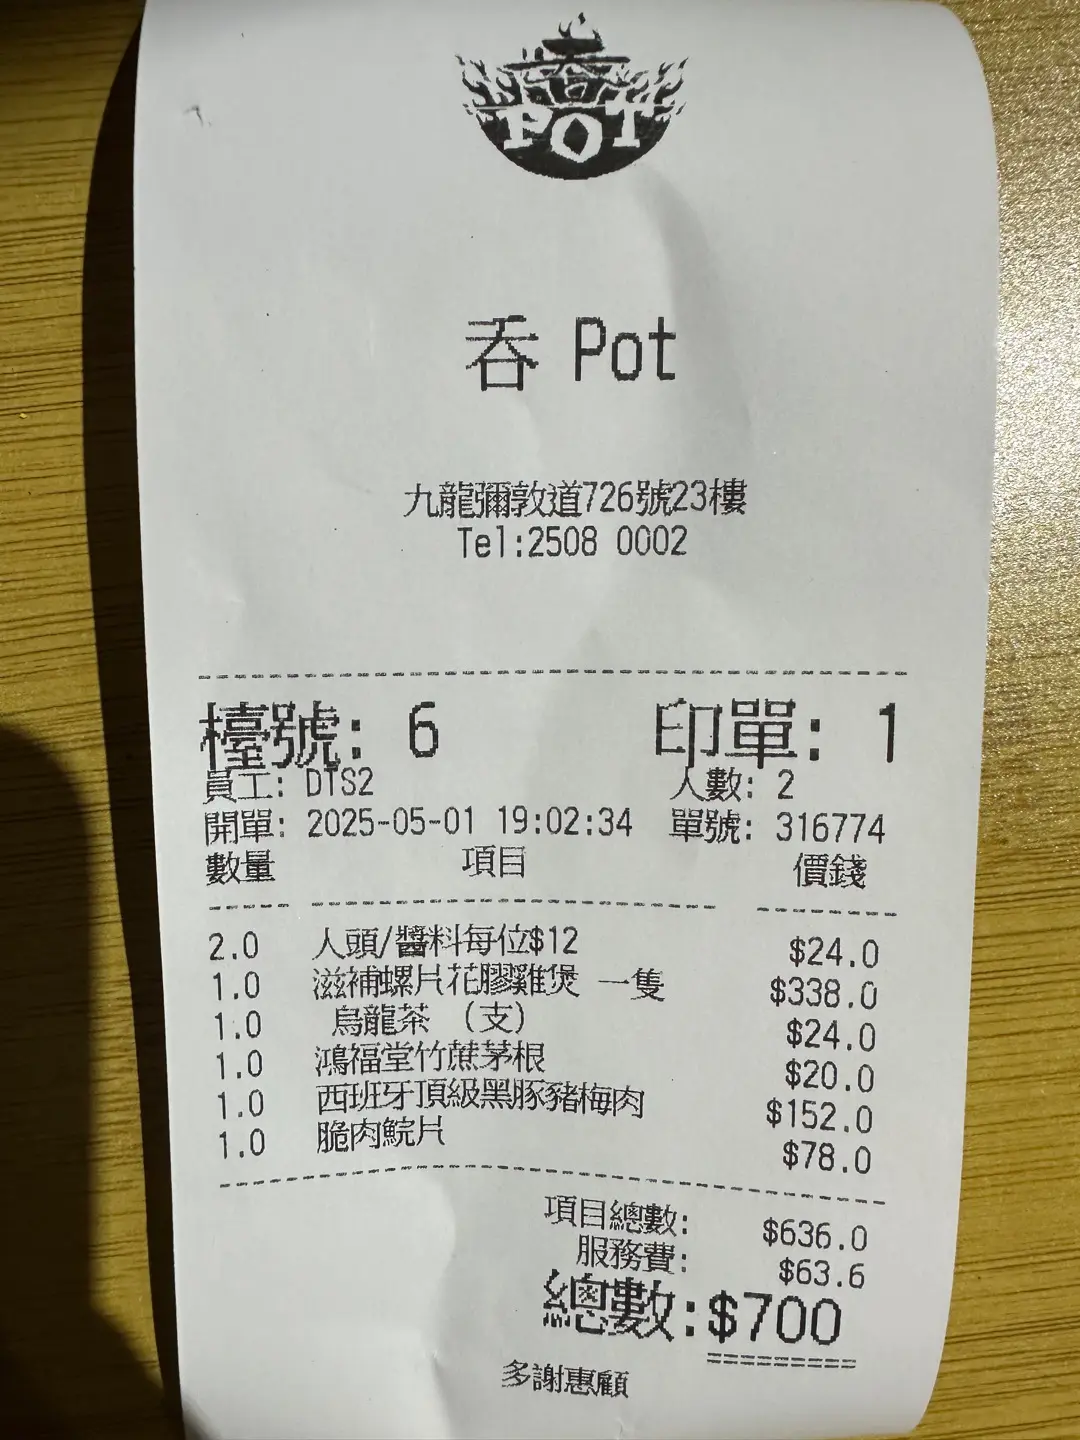 吞
POT
吞 Pot
九龍彌敦道726號23樓
Tel:2508 0002
檯號: 6 印單: 1
員工: DTS2 人數: 2
開單: 2025-05-01 19:02:34 單號: 316774
數量 項目 價錢
2.0 人頭/醬料每位$12 $24.0
1.0 滋補螺片花膠雞煲 一隻 $338.0
1.0 烏龍茶 （支） $24.0
1.0 鴻福堂竹蔗茅根 $20.0
1.0 西班牙頂級黑豚豬梅肉 $152.0
1.0 脆肉鯇片 $78.0
項目總數: $636.0
服務費: $63.6
總數:$700
多謝惠顧